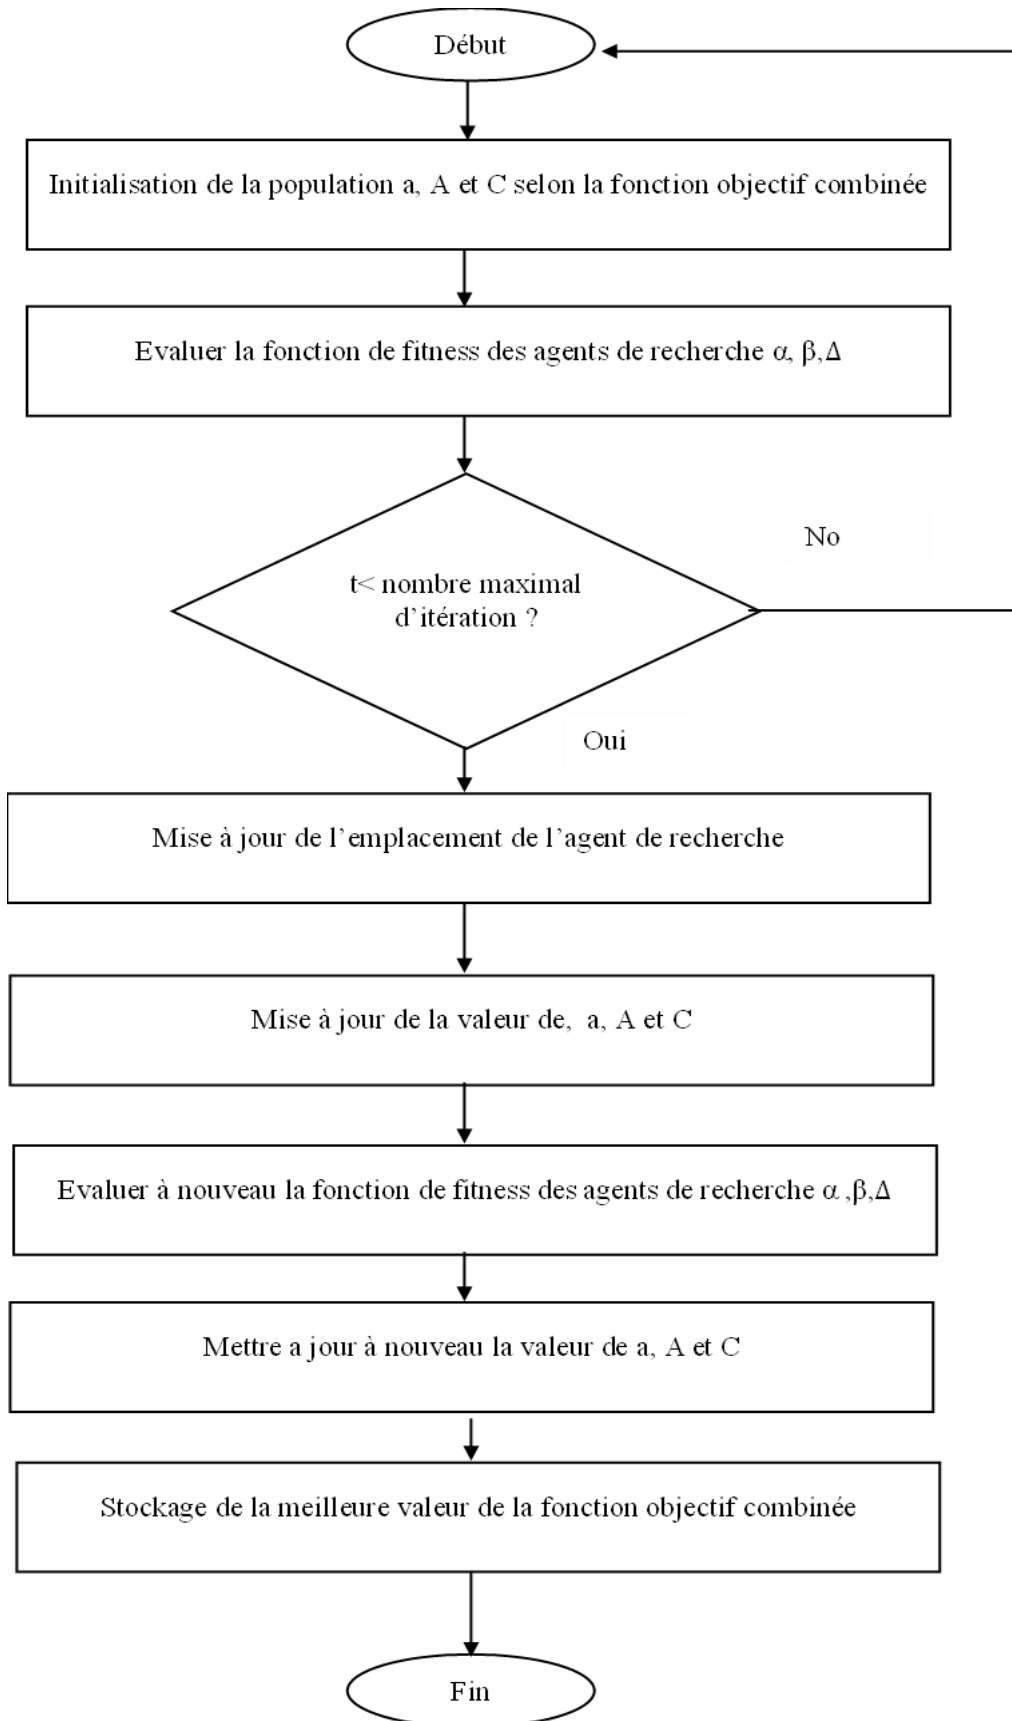 Début
Initialisation de la population a, A et C selon la fonction objectif combinée
Evaluer la fonction de fitness des agents de recherche α, β,Δ
t< nombre maximal
d’itération ?
No
Oui
Mise à jour de l’emplacement de l’agent de recherche
Mise à jour de la valeur de, a, A et C
Evaluer à nouveau la fonction de fitness des agents de recherche α ,β,Δ
Mettre a jour à nouveau la valeur de a, A et C
Stockage de la meilleure valeur de la fonction objectif combinée
Fin